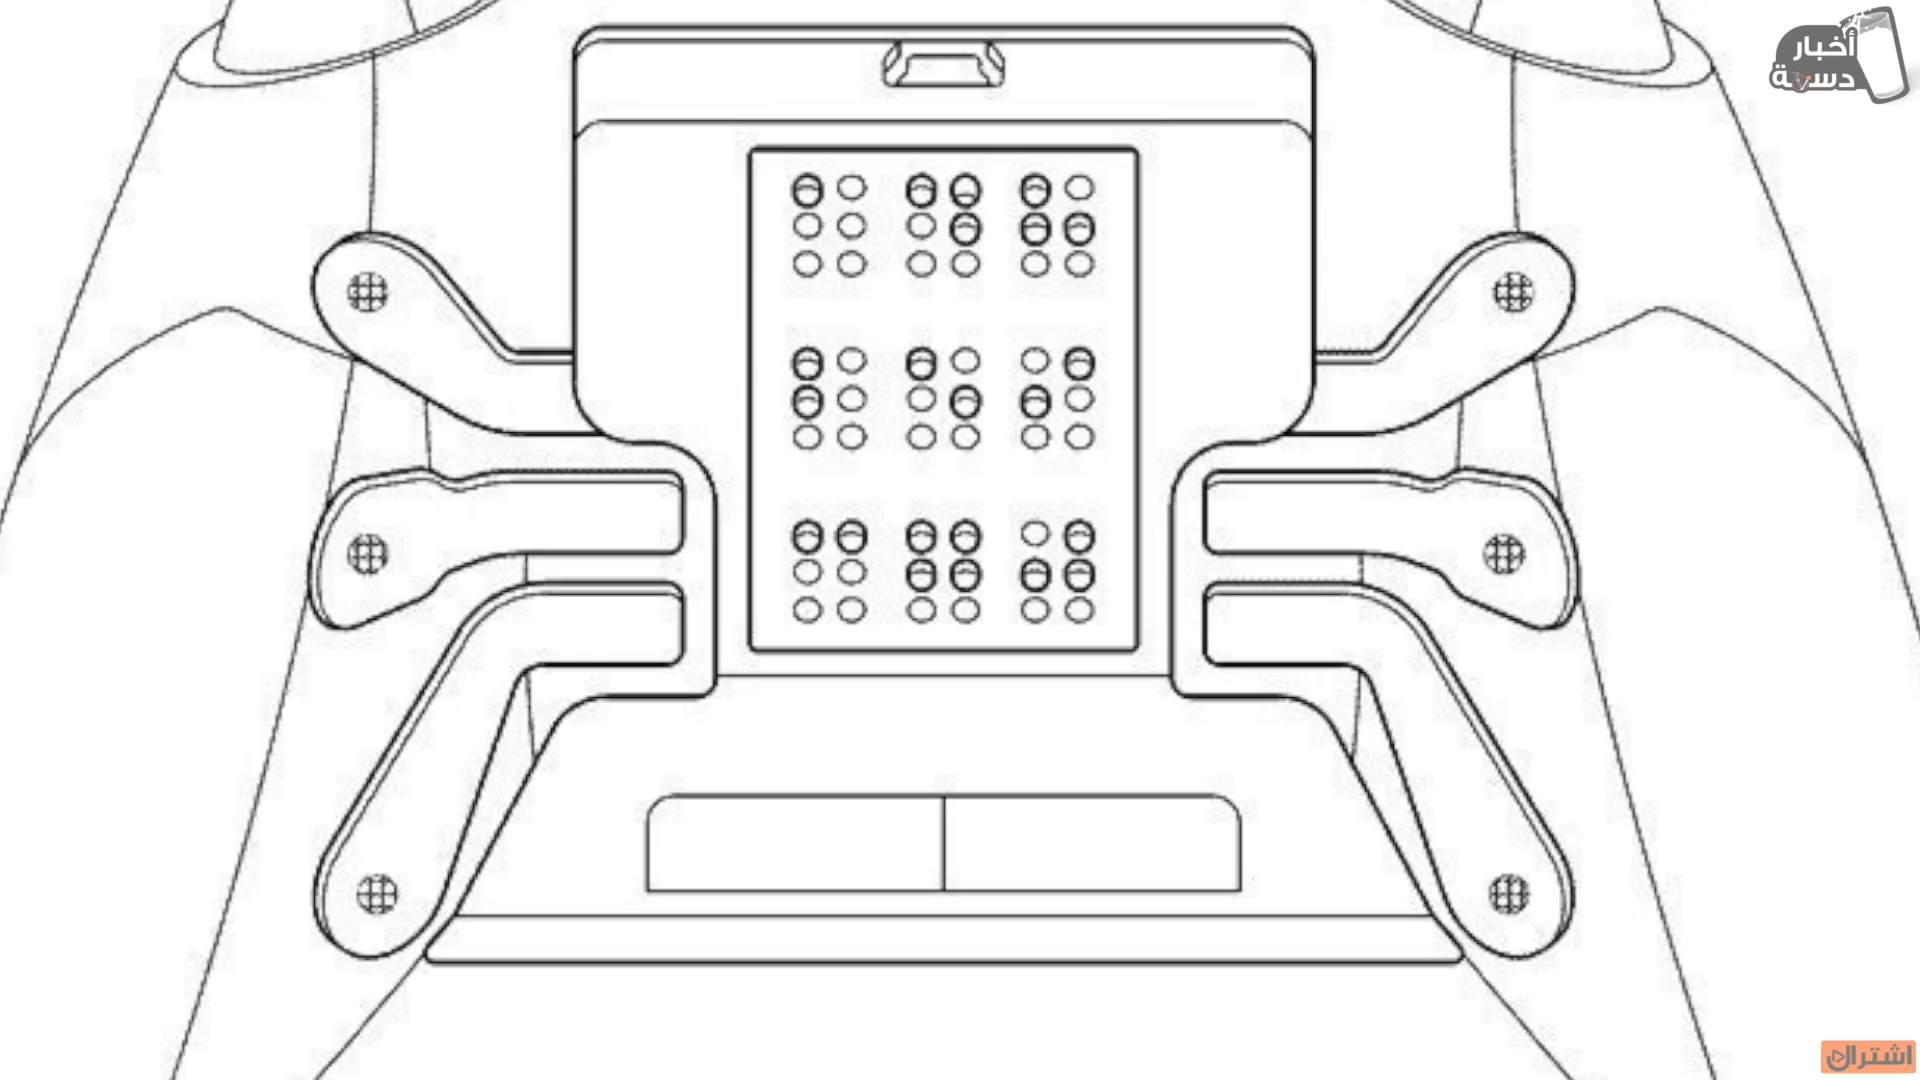 أخبار
دسمة
⠁ ⠙ ⠓
⠃ ⠑ ⠊
⠉ ⠛ ⠚
اشتراك